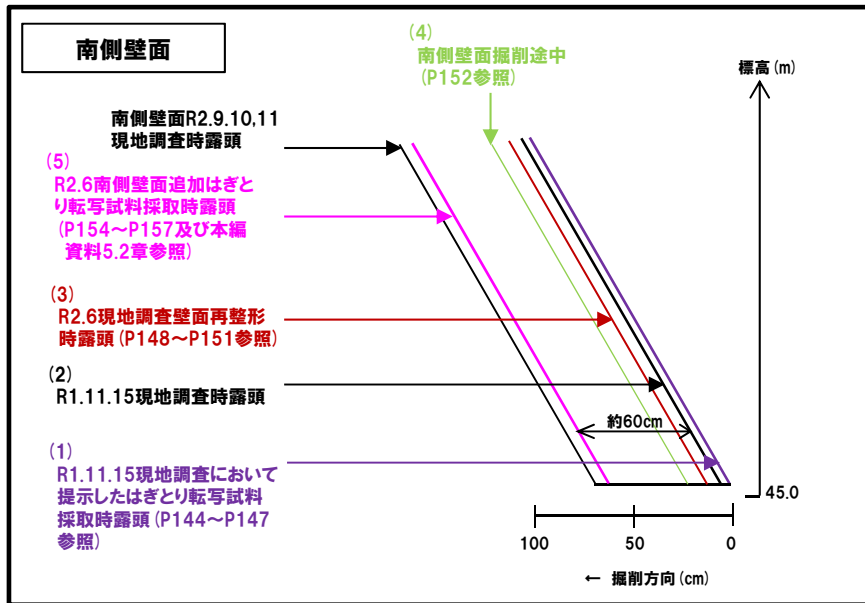 南側壁面
(4)
南側壁面掘削途中
(P152参照)
標高(m)
南側壁面R2.9.10,11
現地調査時露頭
(5)
R2.6南側壁面追加はぎと
り転写試料採取時露頭
(P154～P157及び本編
資料5.2章参照)
(3)
R2.6現地調査壁面再整形
時露頭(P148～P151参照)
(2)
R1.11.15現地調査時露頭
約60cm
(1)
R1.11.15現地調査において
提示したはぎとり転写試料
採取時露頭(P144～P147
参照)
45.0
100
50
0
← 掘削方向(cm)